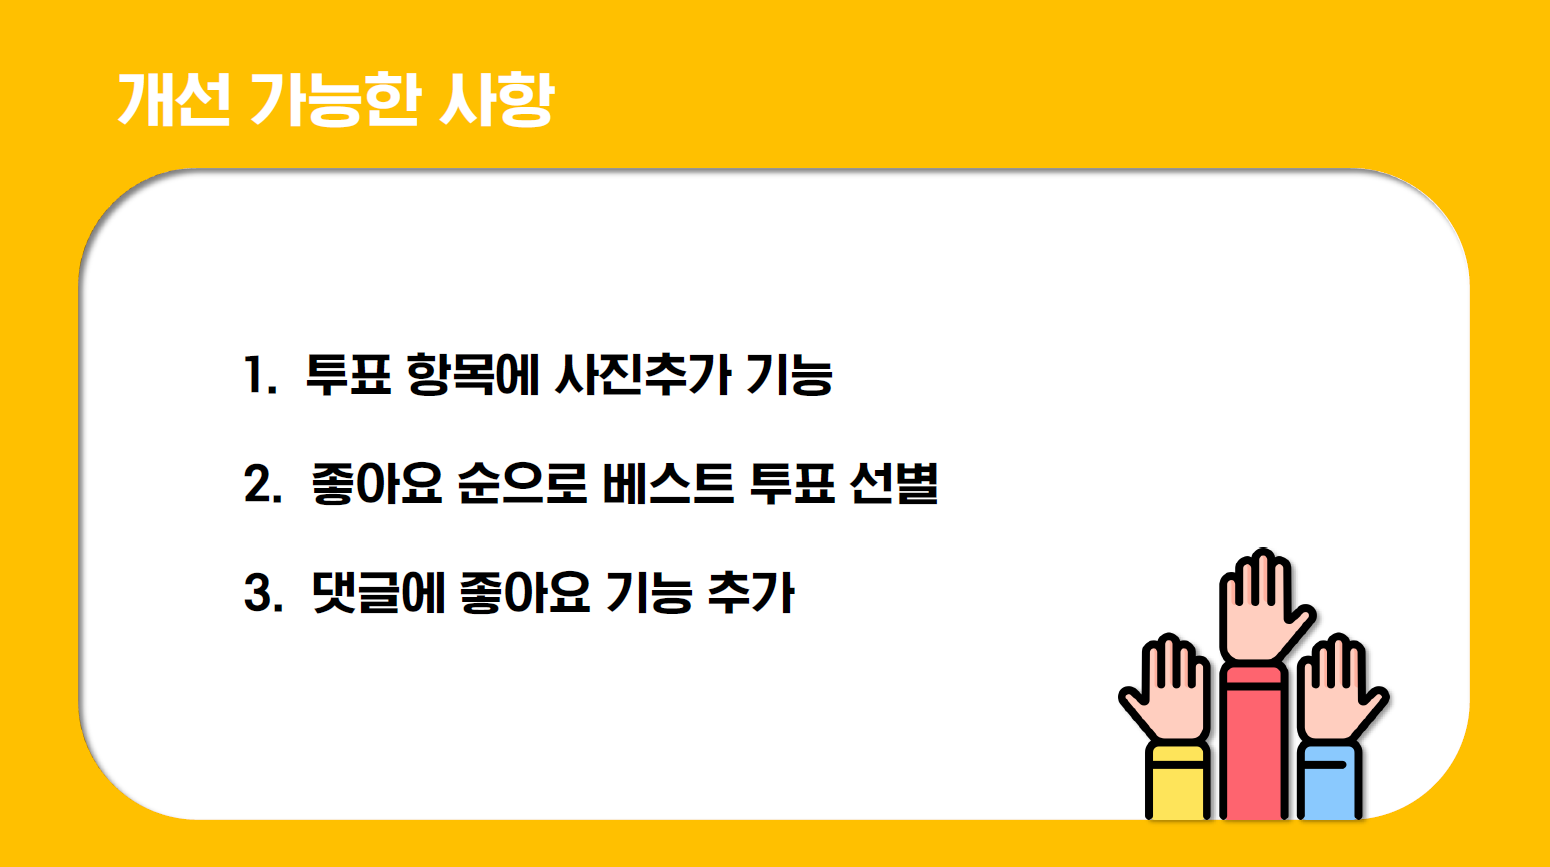 개선 가능한 사항
1. 투표 항목에 사진추가 기능
2. 좋아요 순으로 베스트 투표 선별
3. 댓글에 좋아요 기능 추가